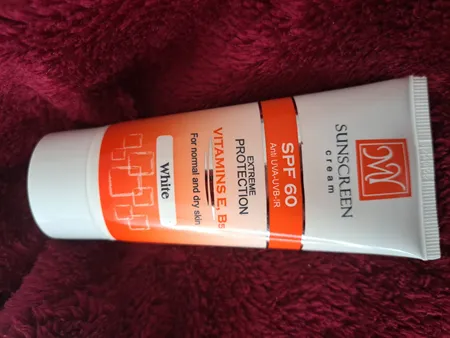 SUNSCREEN
cream
SPF 60
Anti UVA-UVB-IR
EXTREME
PROTECTION
VITAMINS E, B5
For normal and dry skin
White